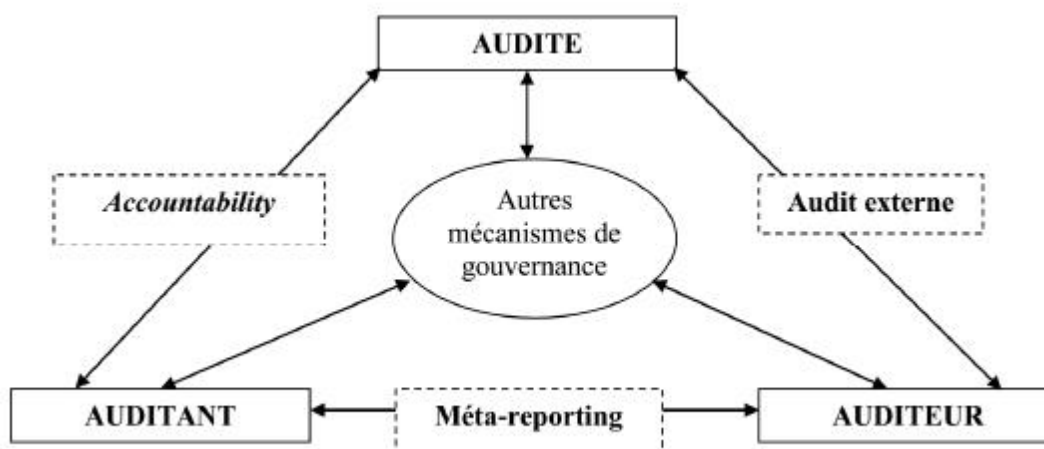 AUDITE
Accountability
Autres
mécanismes de
gouvernance
Audit externe
AUDITANT
Méta-reporting
AUDITEUR